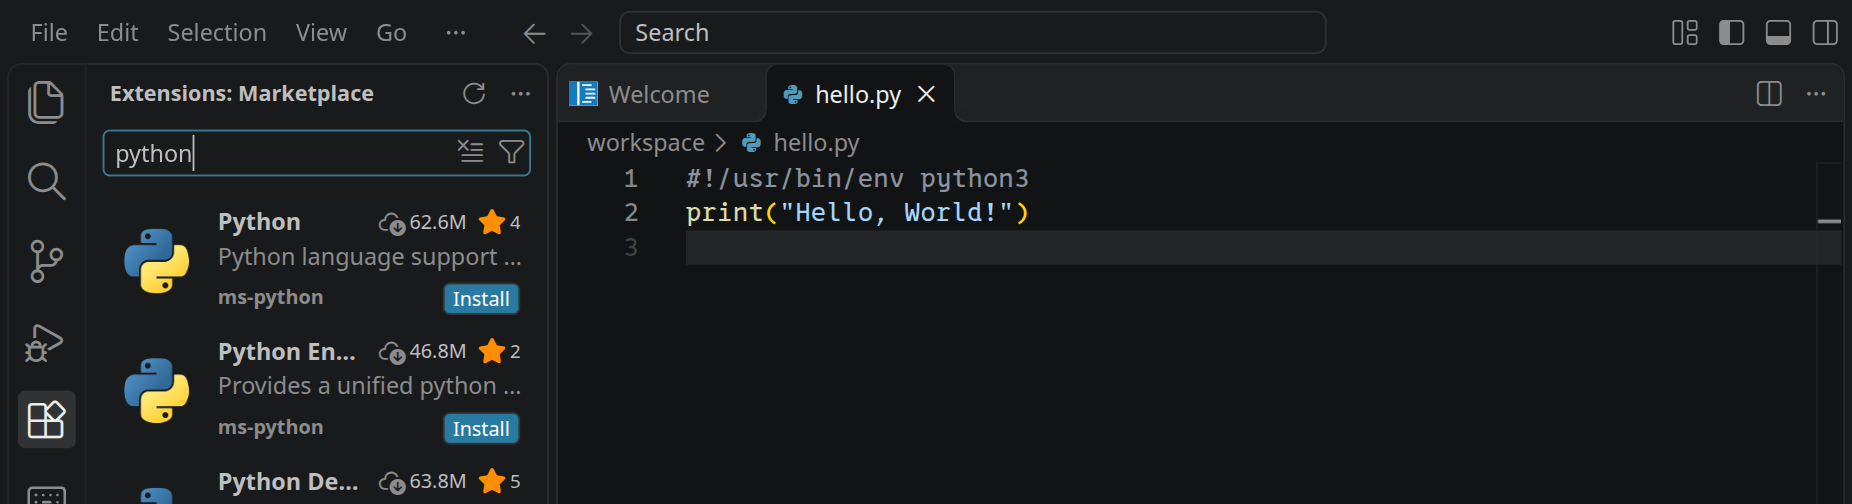 File Edit Selection View Go ... Search
Extensions: Marketplace ...
python
Python 62.6M 4
Python language support ...
ms-python Install
Python En... 46.8M 2
Provides a unified python ...
ms-python Install
Python De... 63.8M 5
Welcome hello.py ...
workspace > hello.py
1 #!/usr/bin/env python3
2 print("Hello, World!")
3